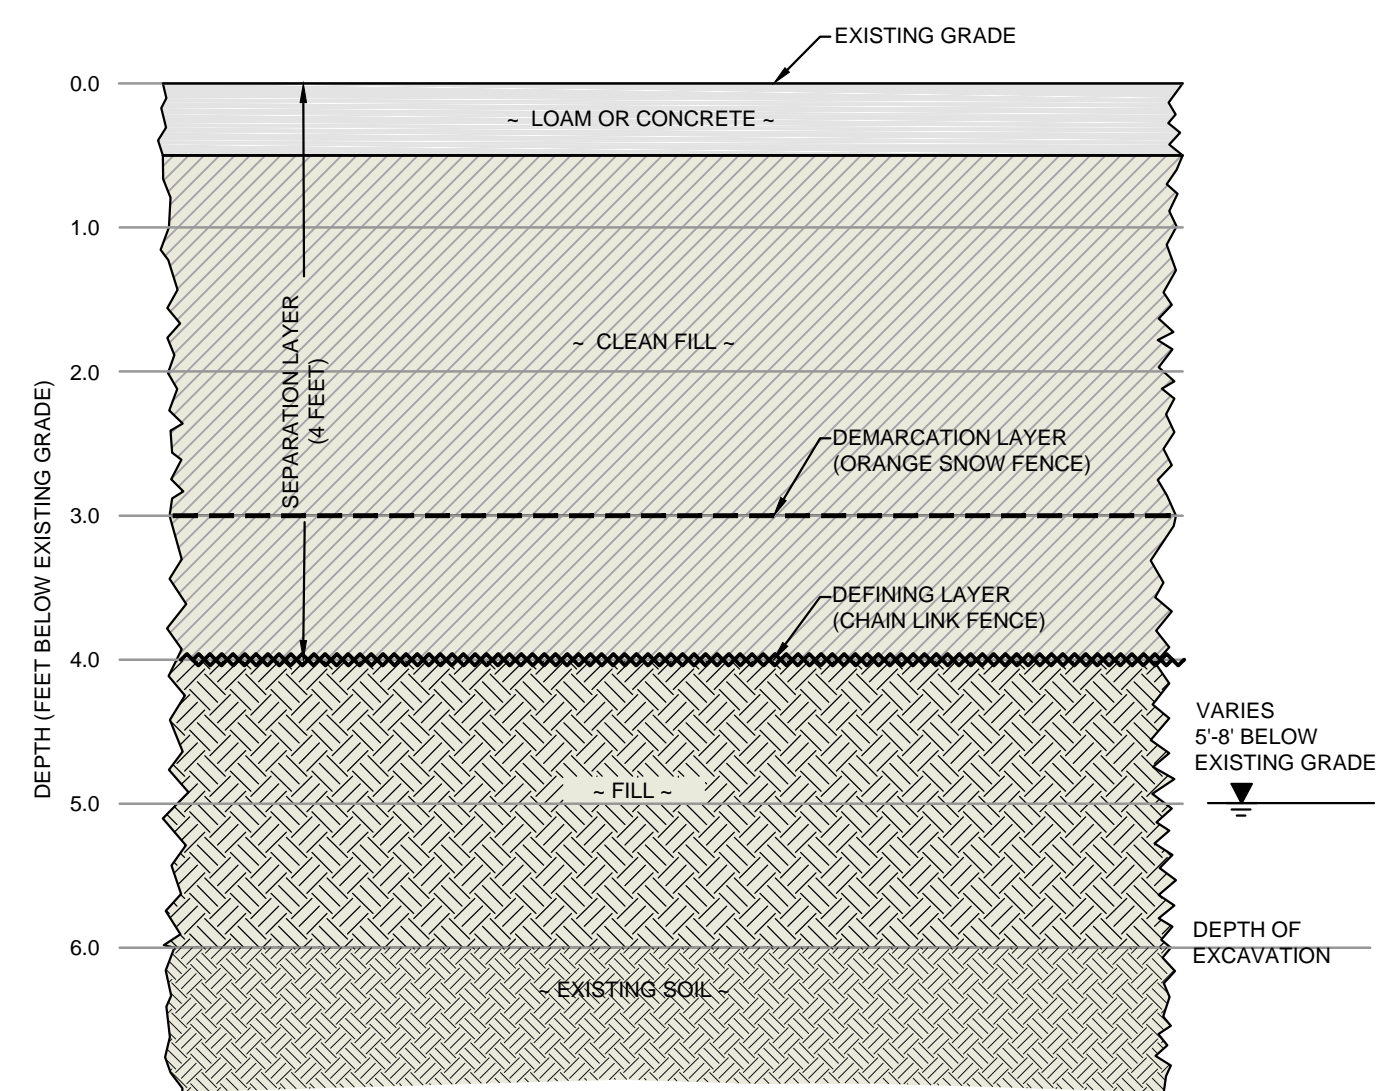 EXISTING GRADE
0.0
~ LOAM OR CONCRETE ~
1.0
SEPARATION LAYER
(4 FEET)
~ CLEAN FILL ~
2.0
DEPTH (FEET BELOW EXISTING GRADE)
DEMARCATION LAYER
(ORANGE SNOW FENCE)
3.0
DEFINING LAYER
(CHAIN LINK FENCE)
4.0
VARIES
5'-8' BELOW
EXISTING GRADE
~ FILL ~
5.0
DEPTH OF
EXCAVATION
6.0
~ EXISTING SOIL ~